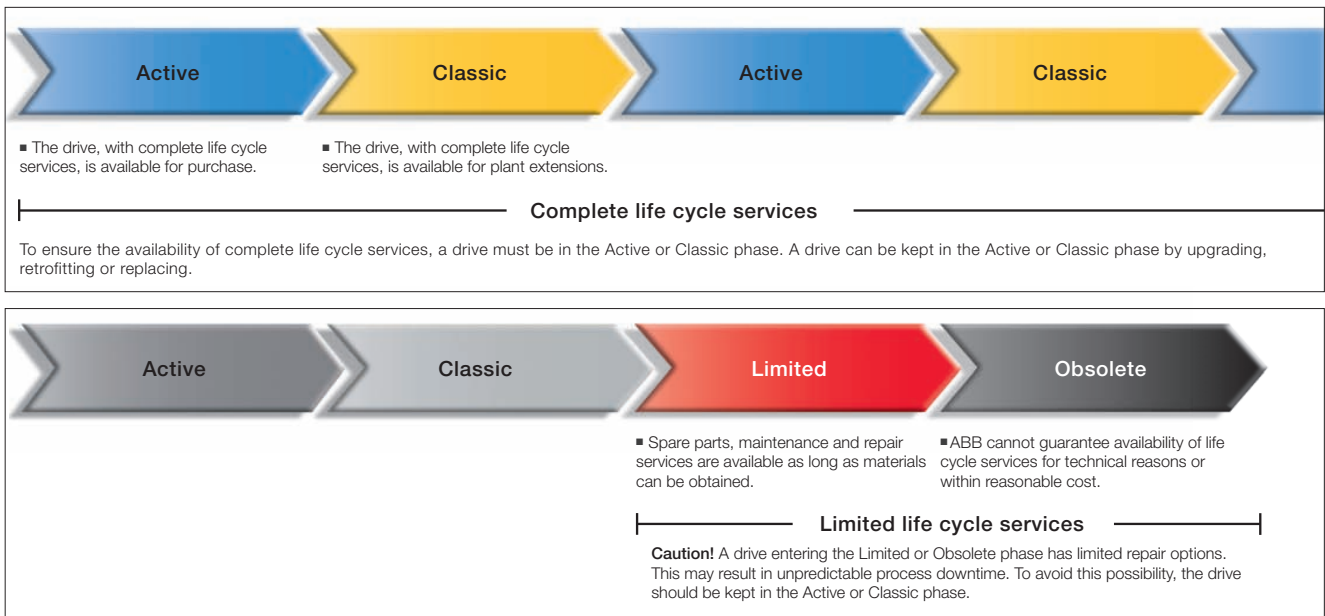 Active
Classic
Active
Classic
■ The drive, with complete life cycle
services, is available for purchase.
■ The drive, with complete life cycle
services, is available for plant extensions.
Complete life cycle services
To ensure the availability of complete life cycle services, a drive must be in the Active or Classic phase. A drive can be kept in the Active or Classic phase by upgrading,
retrofitting or replacing.
Active
Classic
Limited
Obsolete
■ Spare parts, maintenance and repair
services are available as long as materials
can be obtained.
■ ABB cannot guarantee availability of life
cycle services for technical reasons or
within reasonable cost.
Limited life cycle services
Caution! A drive entering the Limited or Obsolete phase has limited repair options.
This may result in unpredictable process downtime. To avoid this possibility, the drive
should be kept in the Active or Classic phase.